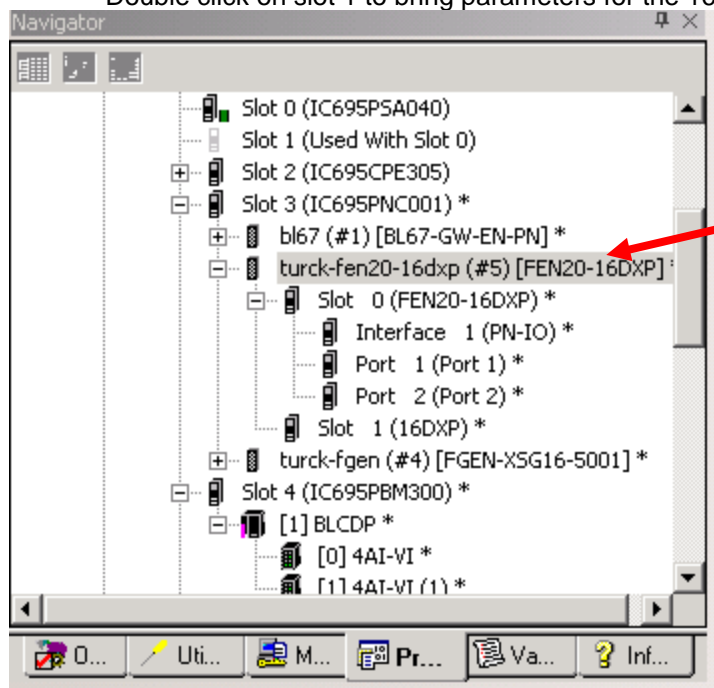 Double click on slot 1 to bring parameters for the
Navigator
Slot 0 (IC695PSA040)
Slot 1 (Used With Slot 0)
Slot 2 (IC695CPE305)
Slot 3 (IC695PNC001) *
bl67 (#1) [BL67-GW-EN-PN] *
turck-fen20-16dxp (#5) [FEN20-16DXP] *
Slot 0 (FEN20-16DXP) *
Interface 1 (PN-IO) *
Port 1 (Port 1) *
Port 2 (Port 2) *
Slot 1 (16DXP) *
turck-fgen (#4) [FGEN-XSG16-5001] *
Slot 4 (IC695PBM300) *
[1] BLCDP *
[0] 4AI-VI *
[1] 4AI-VI (1) *
O... Uti... M... Pr... Va... Inf...